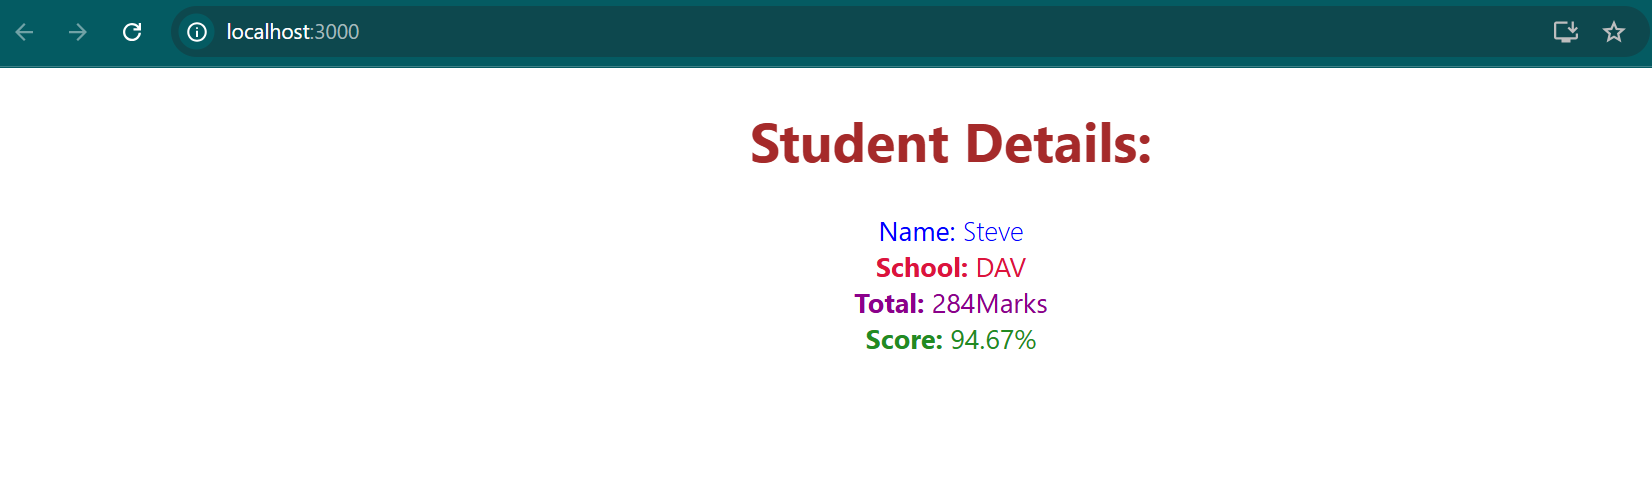 localhost:3000
Student Details:
Name: Steve
School: DAV
Total: 284Marks
Score: 94.67%